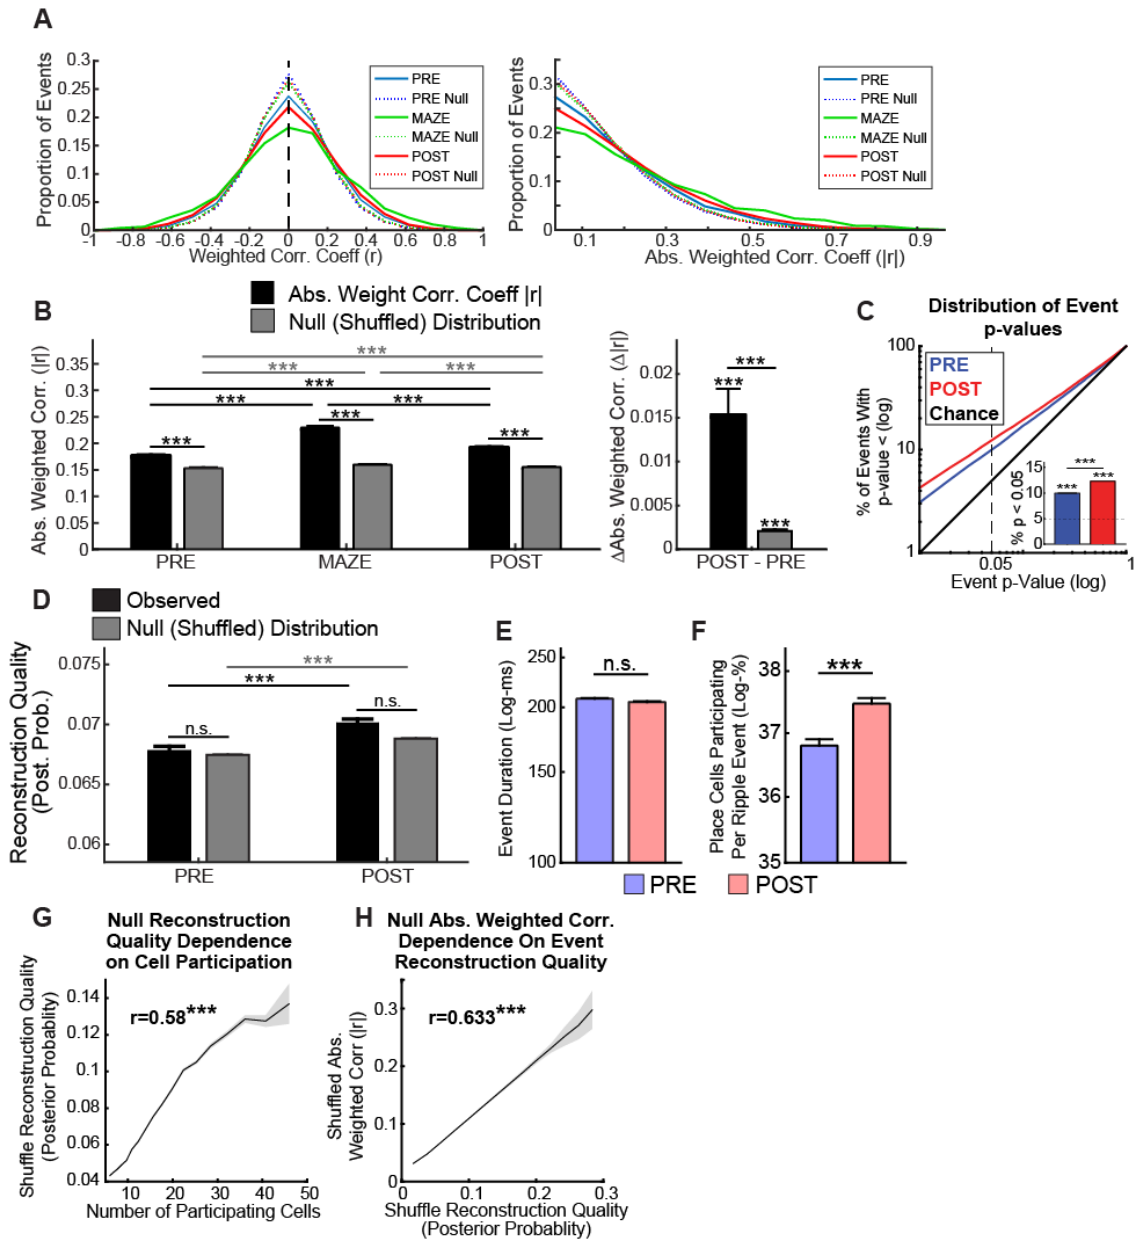 A
Proportion of Events
0.3
0.25
0.2
0.15
0.1
0.05
0
-1
-0.8
-0.6
-0.4
-0.2
0
0.2
0.4
0.6
0.8
1
Weighted Corr. Coeff (r)
PRE
PRE Null
MAZE
MAZE Null
POST
POST Null
Proportion of Events
0.3
0.2
0.1
0
0.1
0.3
0.5
0.7
0.9
Abs. Weighted Corr. Coeff (|r|)
PRE
PRE Null
MAZE
MAZE Null
POST
POST Null
B
Abs. Weight Corr. Coeff |r|
Null (Shuffled) Distribution
Abs. Weighted Corr. (|r|)
0.35
0.3
0.25
0.2
0.15
0.1
0.05
0
***
***
***
***
***
***
***
***
***
PRE
MAZE
POST
ΔAbs. Weighted Corr. (Δ|r|)
0.02
0.015
0.01
0.005
0
***
***
***
POST - PRE
C
Distribution of Event
p-values
% of Events With
p-value < (log)
100
10
1
PRE
POST
Chance
% p < 0.05
15
10
5
0
***
***
***
0.05
1
Event p-Value (log)
D
Observed
Null (Shuffled) Distribution
Reconstruction Quality
(Post. Prob.)
0.075
0.07
0.065
0.06
***
***
n.s.
n.s.
PRE
POST
E
Event Duration (Log-ms)
250
200
150
100
n.s.
F
Place Cells Participating
Per Ripple Event (Log-%)
38
37
36
35
***
PRE
POST
G
Null Reconstruction
Quality Dependence
on Cell Participation
Shuffle Reconstruction Quality
(Posterior Probablity)
0.14
0.12
0.1
0.08
0.06
0.04
r=0.58***
10
20
30
40
50
Number of Participating Cells
H
Null Abs. Weighted Corr.
Dependence On Event
Reconstruction Quality
Shuffled Abs.
Weighted Corr (|r|)
0.3
0.2
0.1
0
r=0.633***
0
0.1
0.2
0.3
Shuffle Reconstruction Quality
(Posterior Probablity)